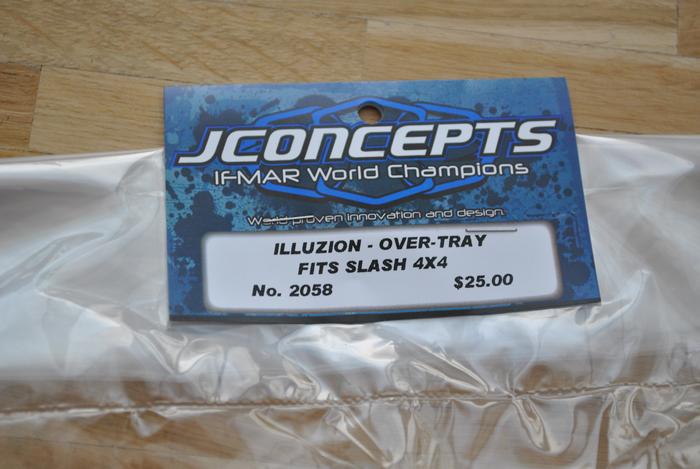 JCONCEPTS
IFMAR World Champions
World proven innovation and design.
ILLUZION - OVER-TRAY
FITS SLASH 4X4
No. 2058 $25.00